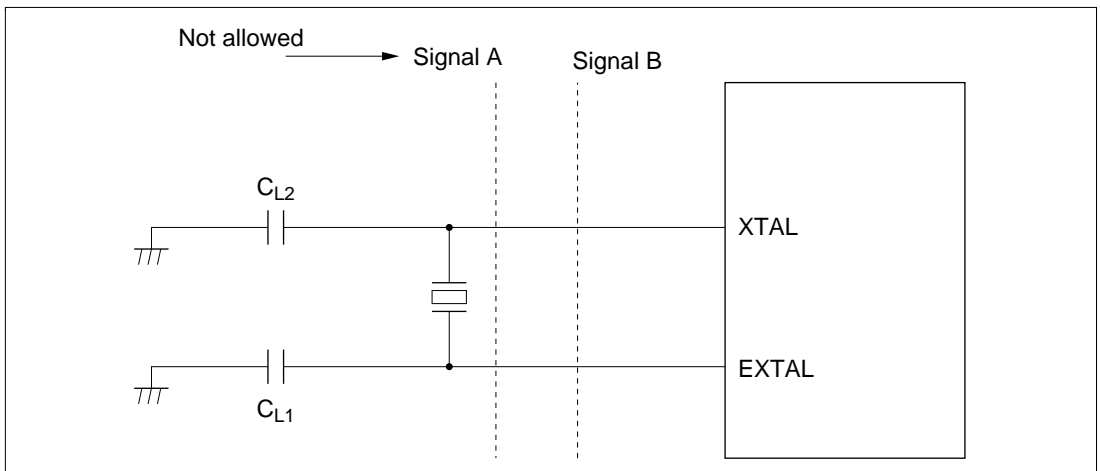 Not allowed
Signal A
Signal B
CL2
XTAL
EXTAL
CL1